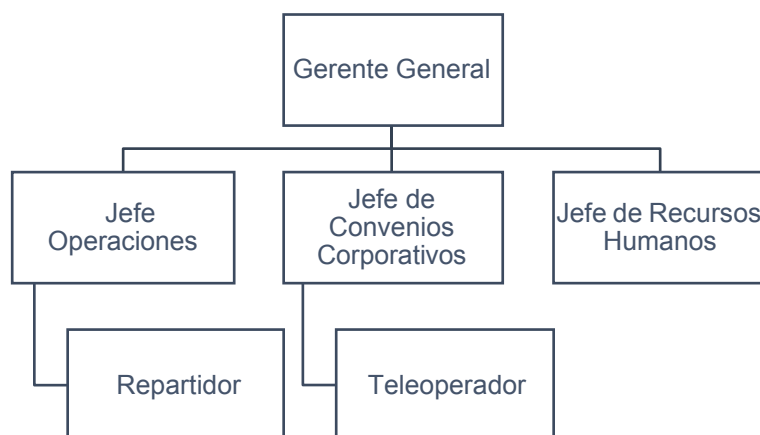 Gerente General
Jefe
Operaciones
Jefe de
Convenios
Corporativos
Jefe de Recursos
Humanos
Repartidor
Teleoperador